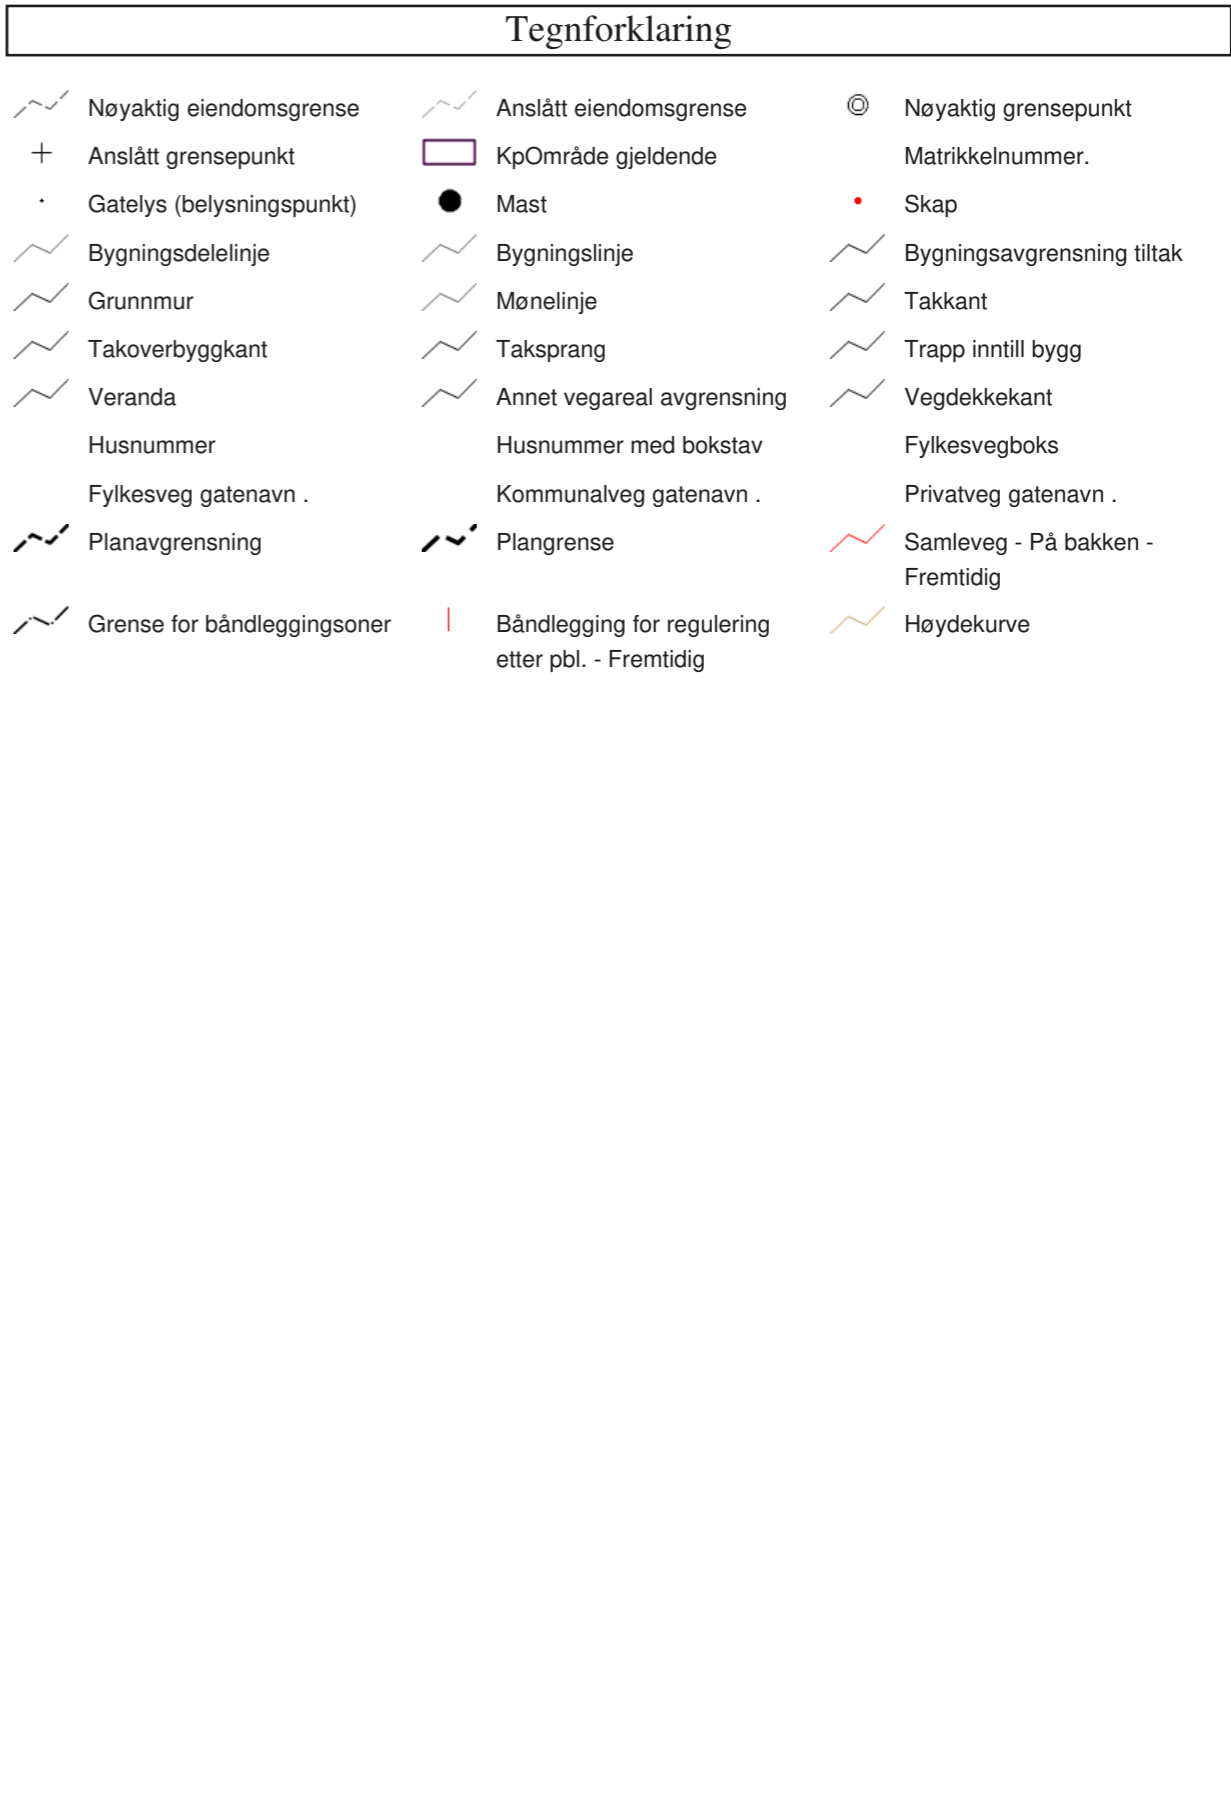 Tegnforklaring
Nøyaktig eiendomsgrense
Anslått eiendomsgrense
Nøyaktig grensepunkt
Anslått grensepunkt
KpOmråde gjeldende
Matrikkelnummer.
Gatelys (belysningspunkt)
Mast
Skap
Bygningsdelelinje
Bygningslinje
Bygningsavgrensning tiltak
Grunnmur
Mønelinje
Takkant
Takoverbyggkant
Taksprang
Trapp inntill bygg
Veranda
Annet vegareal avgrensning
Vegdekkekant
Husnummer
Husnummer med bokstav
Fylkesvegboks
Fylkesveg gatenavn .
Kommunalveg gatenavn .
Privatveg gatenavn .
Planavgrensning
Plangrense
Samleveg - På bakken -
Fremtidig
Grense for båndleggingsoner
Båndlegging for regulering
etter pbl. - Fremtidig
Høydekurve